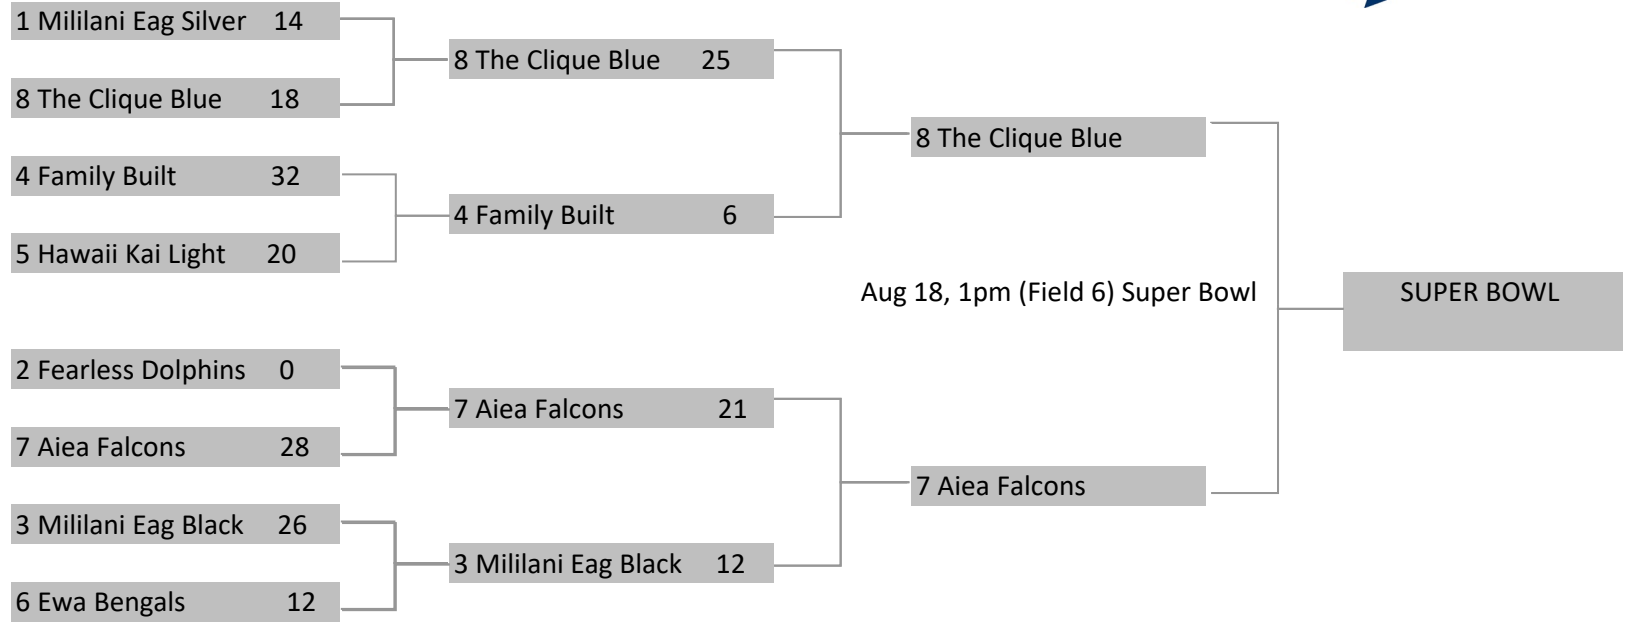 1 Mililani Eag Silver 14
8 The Clique Blue 18
4 Family Built 32
5 Hawaii Kai Light 20
2 Fearless Dolphins 0
7 Aiea Falcons 28
3 Mililani Eag Black 26
6 Ewa Bengals 12
8 The Clique Blue 25
4 Family Built 6
7 Aiea Falcons 21
3 Mililani Eag Black 12
8 The Clique Blue
Aug 18, 1pm (Field 6) Super Bowl
7 Aiea Falcons
SUPER BOWL